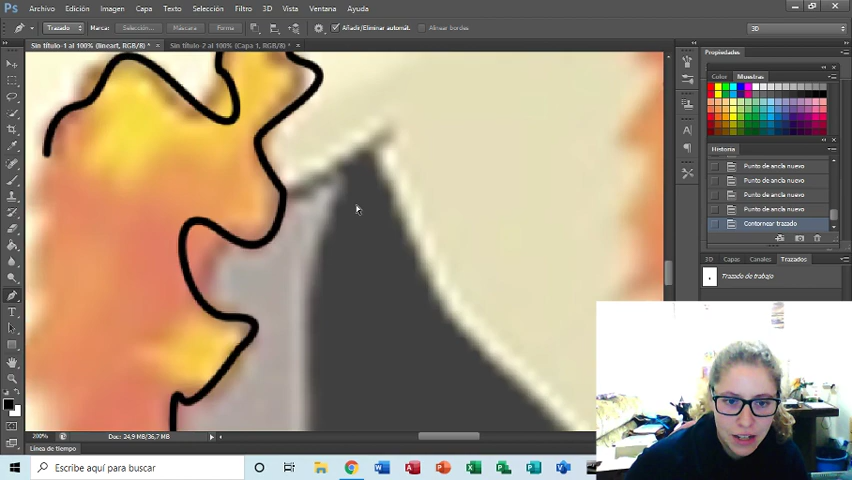 Ps Archivo Edición Imagen Capa Texto Selección Filtro 3D Vista Ventana Ayuda
Trazado Marca: Selección... Máscara Forma Añadir/Eliminar automát. Alinear bordes 3D
Sin título-1 al 100% (lineart, RGB/8) * × Sin título-2 al 100% (Capa 1, RGB/8) * ×
Propiedades
Color Muestras
Historia
Punto de ancla nuevo
Punto de ancla nuevo
Punto de ancla nuevo
Punto de ancla nuevo
Contornear trazado
3D Capas Canales Trazados
Trazado de trabajo
200% Doc: 24,9 MB/36,7 MB
Línea de tiempo
Escribe aquí para buscar